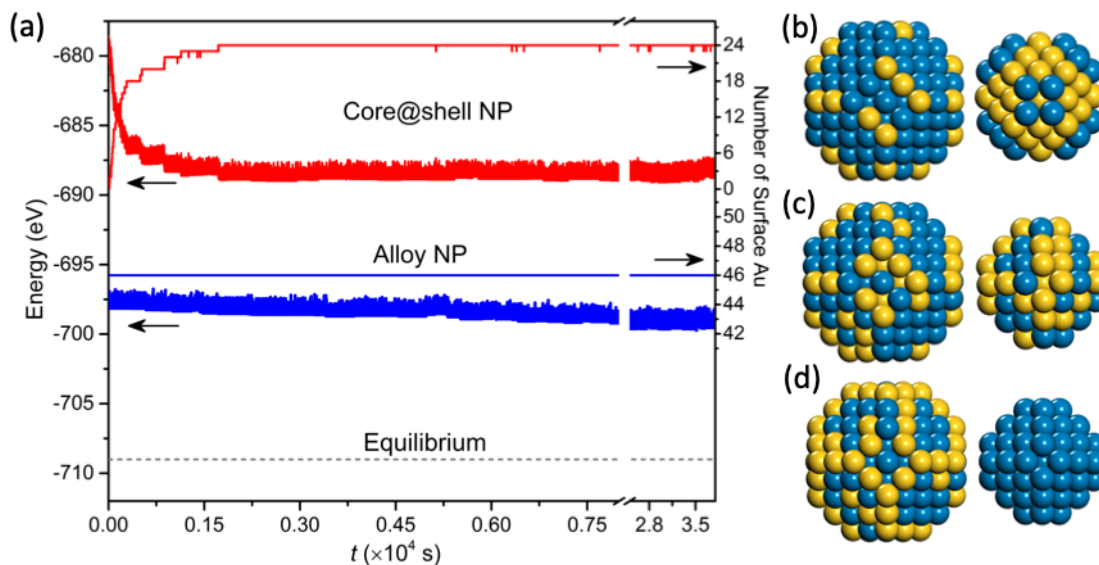 (a)
Energy (eV)
-680
-685
-690
-695
-700
-705
-710
Core@shell NP
Alloy NP
Equilibrium
24
18
12
6
0
50
48
46
44
42
Number of Surface Au
0.00
0.15
0.30
0.45
0.60
0.75
2.8
3.5
t (×10⁴ s)
(b)
(c)
(d)